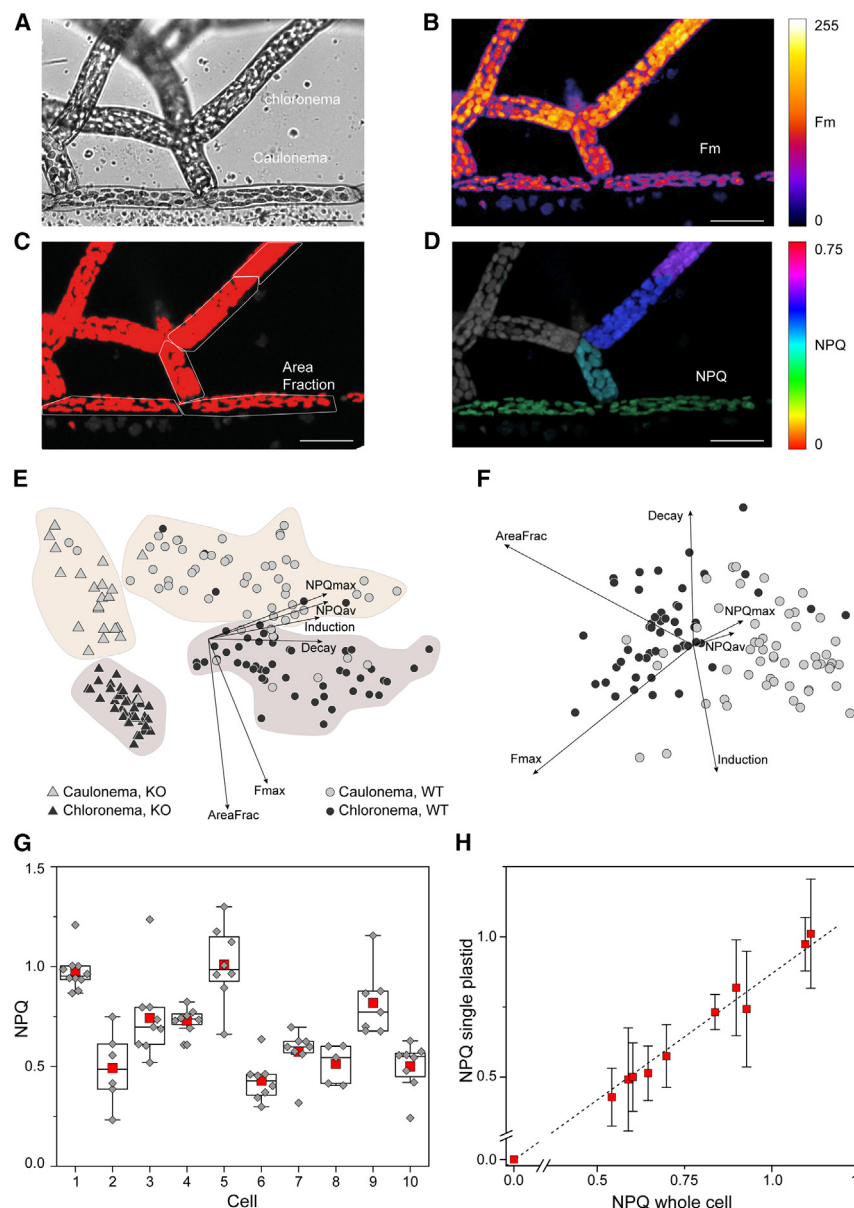 A
chloronema
Caulonema
B
255
Fm
0
Fm
C
Area
Fraction
D
0.75
NPQ
0
NPQ
E
NPQmax
NPQav
Induction
Decay
Fmax
AreaFrac
Caulonema, KO
Chloronema, KO
Caulonema, WT
Chloronema, WT
F
Decay
AreaFrac
NPQmax
NPQav
Fmax
Induction
G
1.5
1.0
0.5
0.0
NPQ
1 2 3 4 5 6 7 8 9 10
Cell
H
1.0
0.5
0.0
NPQ single plastid
0.0 0.5 0.75 1.0
NPQ whole cell